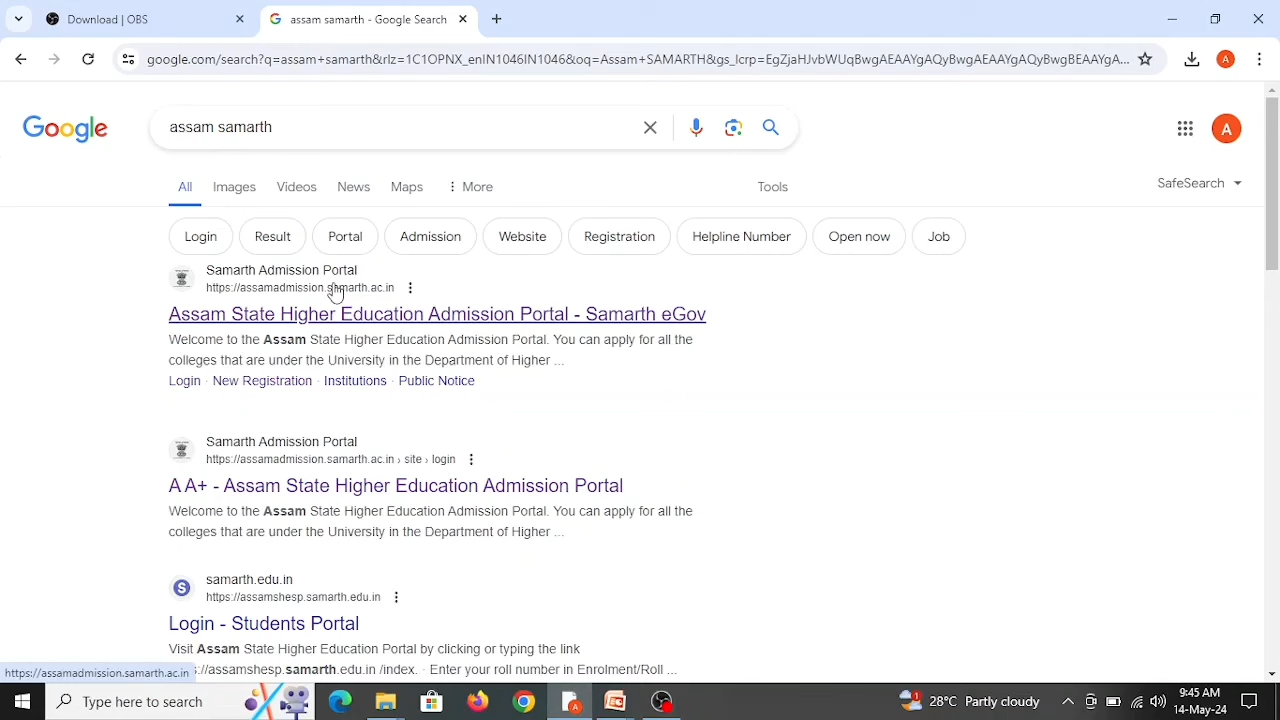 Download | OBS
assam samarth - Google Search
google.com/search?q=assam+samarth&rlz=1C1OPNX_enIN1046IN1046&oq=Assam+SAMARTH&gs_lcrp=EgZjaHJvbWUqBwgAEAAYgAQyBwgAEAAYgAQyBwgBEAAYgA...
A
Google
assam samarth
A
All
Images
Videos
News
Maps
More
Tools
SafeSearch
Login
Result
Portal
Admission
Website
Registration
Helpline Number
Open now
Job
Samarth Admission Portal
https://assamadmission.samarth.ac.in
Assam State Higher Education Admission Portal - Samarth eGov
Welcome to the Assam State Higher Education Admission Portal. You can apply for all the
colleges that are under the University in the Department of Higher ...
Login · New Registration · Institutions · Public Notice
Samarth Admission Portal
https://assamadmission.samarth.ac.in › site › login
A A+ - Assam State Higher Education Admission Portal
Welcome to the Assam State Higher Education Admission Portal. You can apply for all the
colleges that are under the University in the Department of Higher ...
S
samarth.edu.in
https://assamshesp.samarth.edu.in
Login - Students Portal
Visit Assam State Higher Education Portal by clicking or typing the link
s://assamshesp.samarth.edu.in /index. · Enter your roll number in Enrolment/Roll ...
https://assamadmission.samarth.ac.in
Type here to search
28°C Partly cloudy
9:45 AM
14-May-24